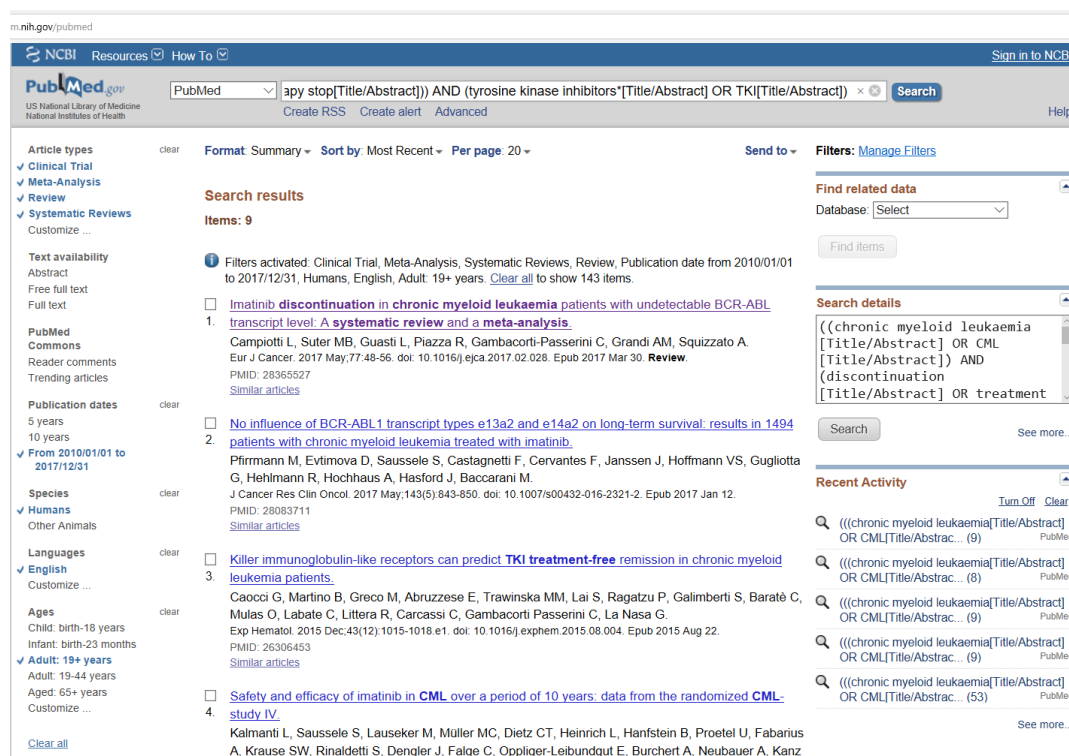 m.nih.gov/pubmed
NCBI Resources How To Sign in to NCB
PubMed.gov
US National Library of Medicine
National Institutes of Health
PubMed
apy stop[Title/Abstract])) AND (tyrosine kinase inhibitors*[Title/Abstract] OR TKI[Title/Abstract])
Search
Create RSS Create alert Advanced
Help
Article types clear
Clinical Trial
Meta-Analysis
Review
Systematic Reviews
Customize ...
Text availability
Abstract
Free full text
Full text
PubMed
Commons
Reader comments
Trending articles
Publication dates clear
5 years
10 years
From 2010/01/01 to
2017/12/31
Species clear
Humans
Other Animals
Languages clear
English
Customize ...
Ages clear
Child: birth-18 years
Infant: birth-23 months
Adult: 19+ years
Adult: 19-44 years
Aged: 65+ years
Customize ...
Clear all
Format: Summary Sort by: Most Recent Per page: 20 Send to
Search results
Items: 9
Filters activated: Clinical Trial, Meta-Analysis, Systematic Reviews, Review, Publication date from 2010/01/01
to 2017/12/31, Humans, English, Adult: 19+ years. Clear all to show 143 items.
Imatinib discontinuation in chronic myeloid leukaemia patients with undetectable BCR-ABL
1. transcript level: A systematic review and a meta-analysis.
Campiotti L, Suter MB, Guasti L, Piazza R, Gambacorti-Passerini C, Grandi AM, Squizzato A.
Eur J Cancer. 2017 May;77:48-56. doi: 10.1016/j.ejca.2017.02.028. Epub 2017 Mar 30. Review.
PMID: 28365527
Similar articles
No influence of BCR-ABL1 transcript types e13a2 and e14a2 on long-term survival: results in 1494
2. patients with chronic myeloid leukemia treated with imatinib.
Pfirrmann M, Evtimova D, Saussele S, Castagnetti F, Cervantes F, Janssen J, Hoffmann VS, Gugliotta
G, Hehlmann R, Hochhaus A, Hasford J, Baccarani M.
J Cancer Res Clin Oncol. 2017 May;143(5):843-850. doi: 10.1007/s00432-016-2321-2. Epub 2017 Jan 12.
PMID: 28083711
Similar articles
Killer immunoglobulin-like receptors can predict TKI treatment-free remission in chronic myeloid
3. leukemia patients.
Caocci G, Martino B, Greco M, Abruzzese E, Trawinska MM, Lai S, Ragatzu P, Galimberti S, Baratè C,
Mulas O, Labate C, Littera R, Carcassi C, Gambacorti Passerini C, La Nasa G.
Exp Hematol. 2015 Dec;43(12):1015-1018.e1. doi: 10.1016/j.exphem.2015.08.004. Epub 2015 Aug 22.
PMID: 26306453
Similar articles
Safety and efficacy of imatinib in CML over a period of 10 years: data from the randomized CML-
4. study IV.
Kalmanti L, Saussele S, Lauseker M, Müller MC, Dietz CT, Heinrich L, Hanfstein B, Proetel U, Fabarius
A, Krause SW, Rinaldetti S, Dengler J, Falge C, Oppliger-Leibundgut E, Burchert A, Neubauer A, Kanz
Filters: Manage Filters
Find related data
Database: Select
Find items
Search details
((chronic myeloid leukaemia
[Title/Abstract] OR CML
[Title/Abstract]) AND
(discontinuation
[Title/Abstract] OR treatment
Search
See more..
Recent Activity
Turn Off Clear
(((chronic myeloid leukaemia[Title/Abstract]
OR CML[Title/Abstrac... (9) PubMe
(((chronic myeloid leukaemia[Title/Abstract]
OR CML[Title/Abstrac... (8) PubMe
(((chronic myeloid leukaemia[Title/Abstract]
OR CML[Title/Abstrac... (9) PubMe
(((chronic myeloid leukaemia[Title/Abstract]
OR CML[Title/Abstrac... (9) PubMe
(((chronic myeloid leukaemia[Title/Abstract]
OR CML[Title/Abstrac... (53) PubMe
See more..